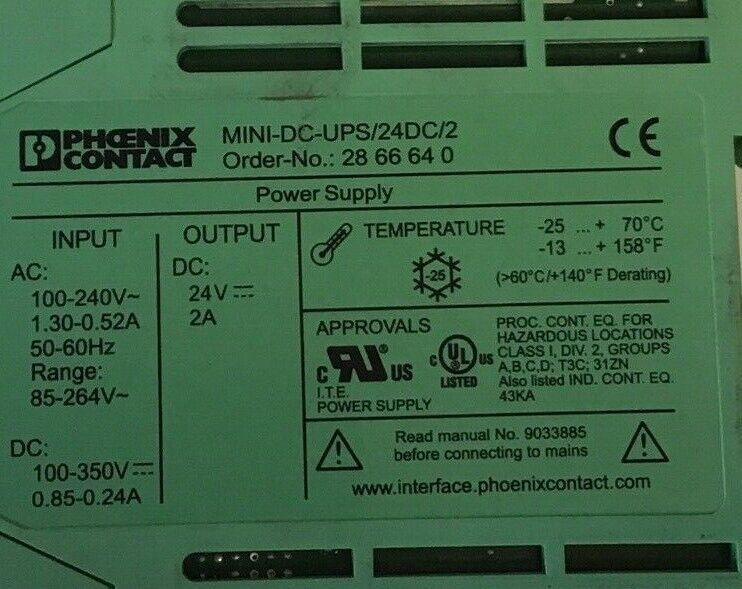 PHŒNIX
CONTACT
MINI-DC-UPS/24DC/2
Order-No.: 28 66 64 0
CE
Power Supply
INPUT
AC:
100-240V~
1.30-0.52A
50-60Hz
Range:
85-264V~
DC:
100-350V⎓
0.85-0.24A
OUTPUT
DC:
24V⎓
2A
TEMPERATURE
-25 ... + 70°C
-13 ... + 158°F
-25
(>60°C/+140°F Derating)
APPROVALS
c RU ® US
I.T.E.
POWER SUPPLY
c UL us
LISTED
PROC. CONT. EQ. FOR
HAZARDOUS LOCATIONS
CLASS I, DIV. 2, GROUPS
A,B,C,D; T3C; 31ZN
Also listed IND. CONT. EQ.
43KA
Read manual No. 9033885
before connecting to mains
www.interface.phoenixcontact.com